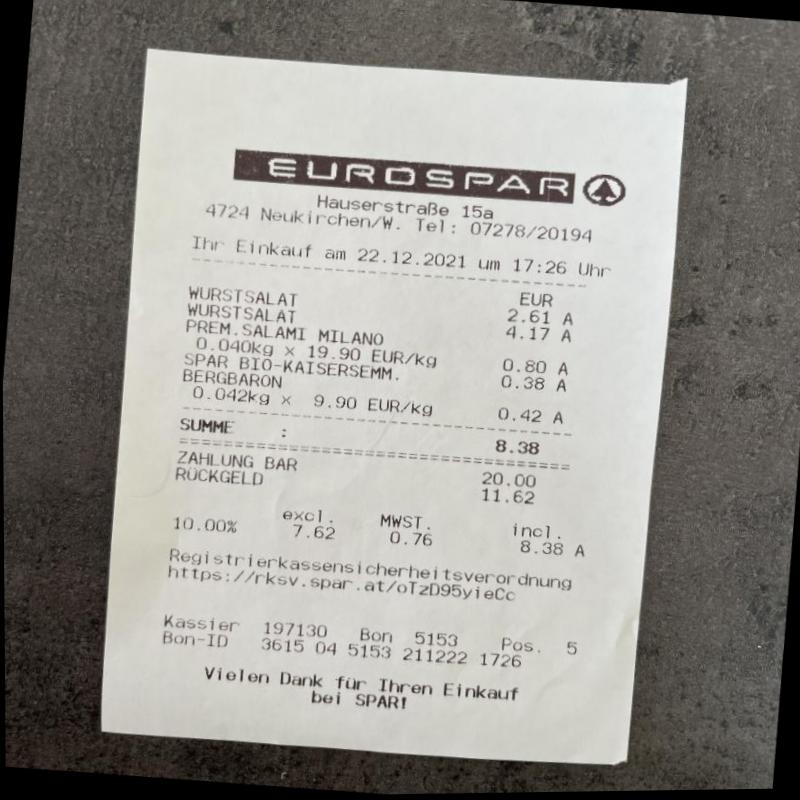 EUROSPAR
Hauserstraße 15a
4724 Neukirchen/W. Tel: 07278/20194
Ihr Einkauf am 22.12.2021 um 17:26 Uhr
EUR
WURSTSALAT 2.61 A
WURSTSALAT 4.17 A
PREM.SALAMI MILANO
0.040kg x 19.90 EUR/kg 0.80 A
SPAR BIO-KAISERSEMM. 0.38 A
BERGBARON
0.042kg x 9.90 EUR/kg 0.42 A
SUMME : 8.38
ZAHLUNG BAR 20.00
RÜCKGELD 11.62
excl. MWST. incl.
10.00% 7.62 0.76 8.38 A
Registrierkassensicherheitsverordnung
https://rksv.spar.at/oTzD95yieCc
Kassier 197130 Bon 5153 Pos. 5
Bon-ID 3615 04 5153 211222 1726
Vielen Dank für Ihren Einkauf
bei SPAR!